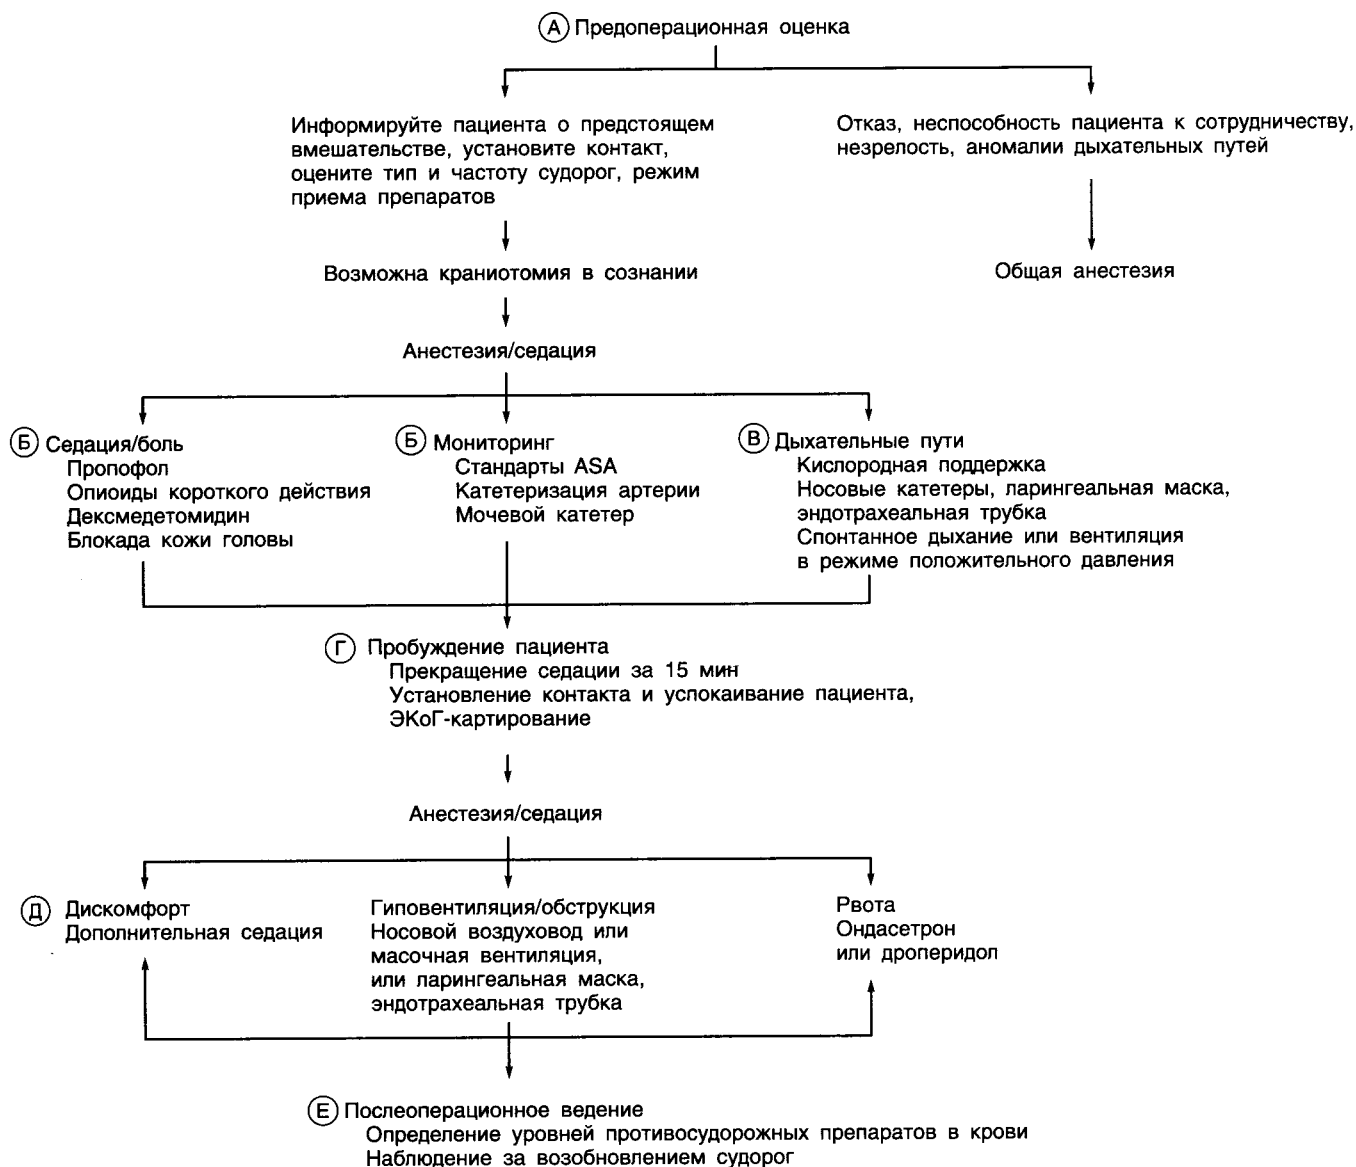 А Предоперационная оценка
Информируйте пациента о предстоящем
вмешательстве, установите контакт,
оцените тип и частоту судорог, режим
приема препаратов
Отказ, неспособность пациента к сотрудничеству,
незрелость, аномалии дыхательных путей
Возможна краниотомия в сознании
Общая анестезия
Анестезия/седация
Б Седация/боль
Пропофол
Опиоиды короткого действия
Дексмедетомидин
Блокада кожи головы
Б Мониторинг
Стандарты ASA
Катетеризация артерии
Мочевой катетер
В Дыхательные пути
Кислородная поддержка
Носовые катетеры, ларингеальная маска,
эндотрахеальная трубка
Спонтанное дыхание или вентиляция
в режиме положительного давления
Г Пробуждение пациента
Прекращение седации за 15 мин
Установление контакта и успокаивание пациента,
ЭКоГ-картирование
Анестезия/седация
Д Дискомфорт
Дополнительная седация
Гиповентиляция/обструкция
Носовой воздуховод или
масочная вентиляция,
или ларингеальная маска,
эндотрахеальная трубка
Рвота
Ондасетрон
или дроперидол
Е Послеоперационное ведение
Определение уровней противосудорожных препаратов в крови
Наблюдение за возобновлением судорог